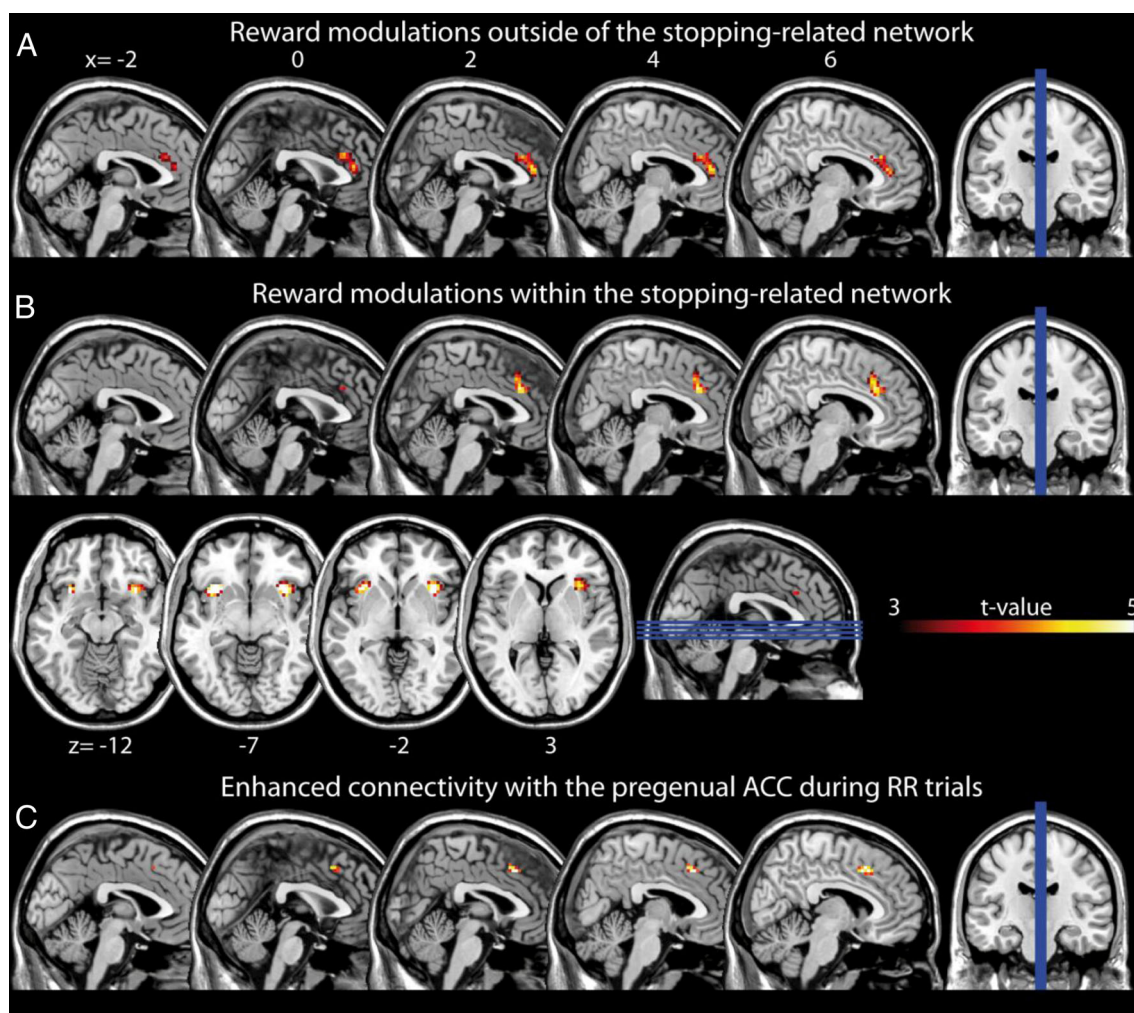 A
Reward modulations outside of the stopping-related network
x= -2 0 2 4 6
B
Reward modulations within the stopping-related network
3 t-value 5
z= -12 -7 -2 3
C
Enhanced connectivity with the pregenual ACC during RR trials